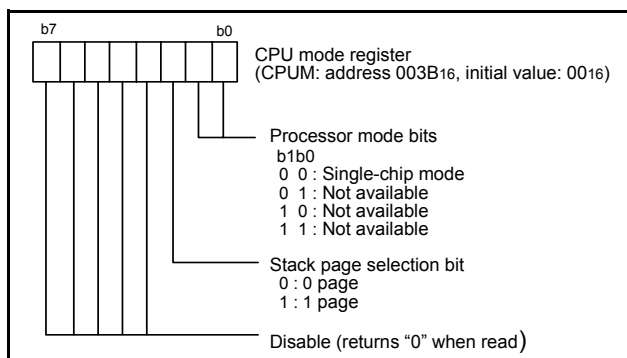 b7 b0
CPU mode register
(CPUM: address 003B16, initial value: 0016)
Processor mode bits
b1b0
0 0 : Single-chip mode
0 1 : Not available
1 0 : Not available
1 1 : Not available
Stack page selection bit
0 : 0 page
1 : 1 page
Disable (returns “0” when read)